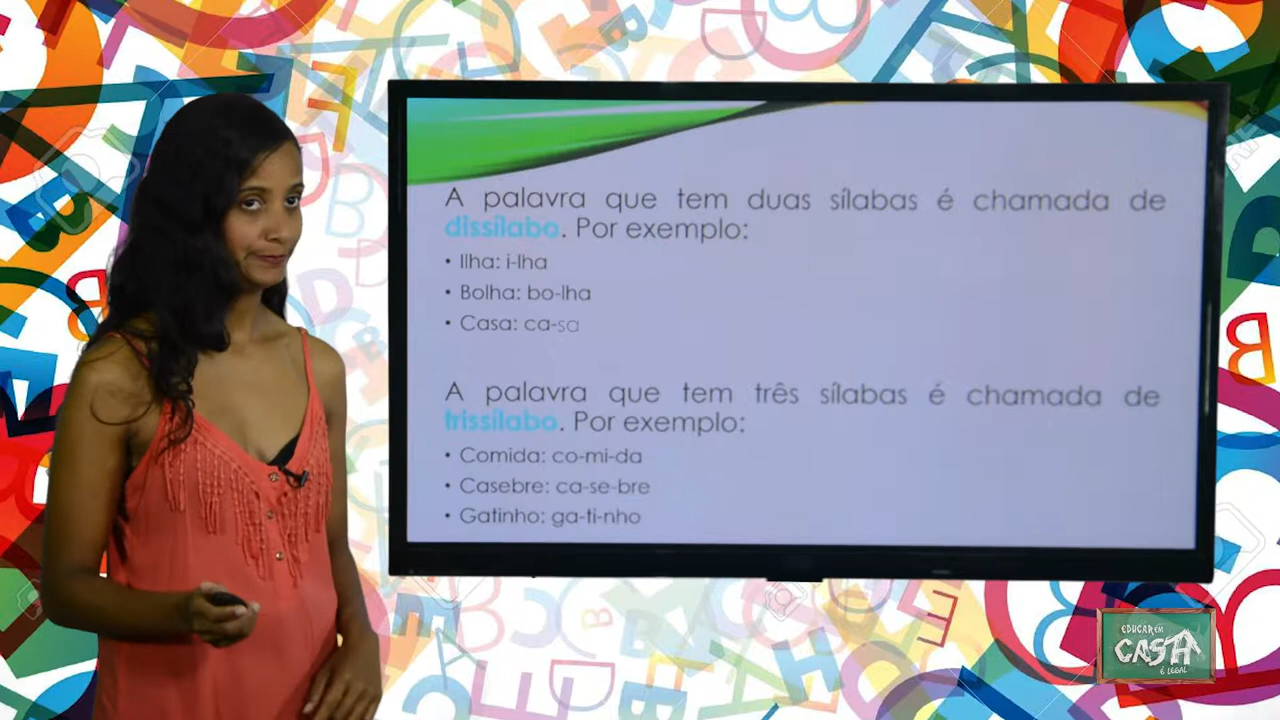 A palavra que tem duas sílabas é chamada de
dissílabo. Por exemplo:
• Ilha: i-lha
• Bolha: bo-lha
• Casa: ca-sa
A palavra que tem três sílabas é chamada de
trissílabo. Por exemplo:
• Comida: co-mi-da
• Casebre: ca-se-bre
• Gatinho: ga-ti-nho
EDUCAR EM
CASA
É LEGAL